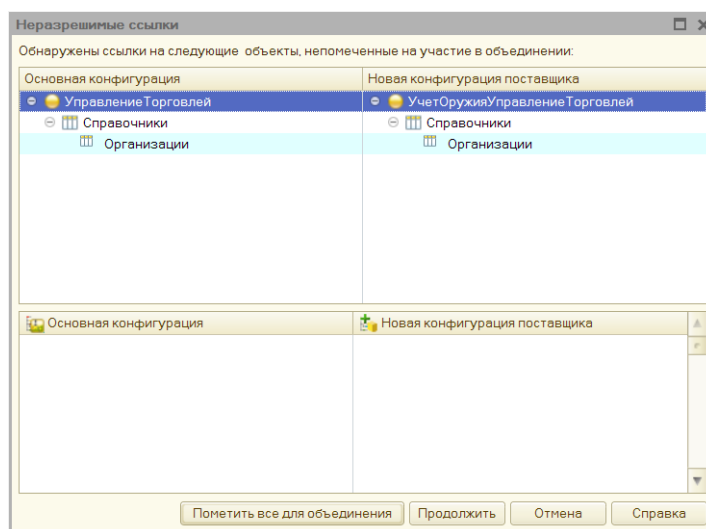 Неразрешимые ссылки
Обнаружены ссылки на следующие объекты, непомеченные на участие в объединении:
Основная конфигурация Новая конфигурация поставщика
УправлениеТорговлей УчетОружияУправлениеТорговлей
Справочники Справочники
Организации Организации
Основная конфигурация Новая конфигурация поставщика
Пометить все для объединения Продолжить Отмена Справка